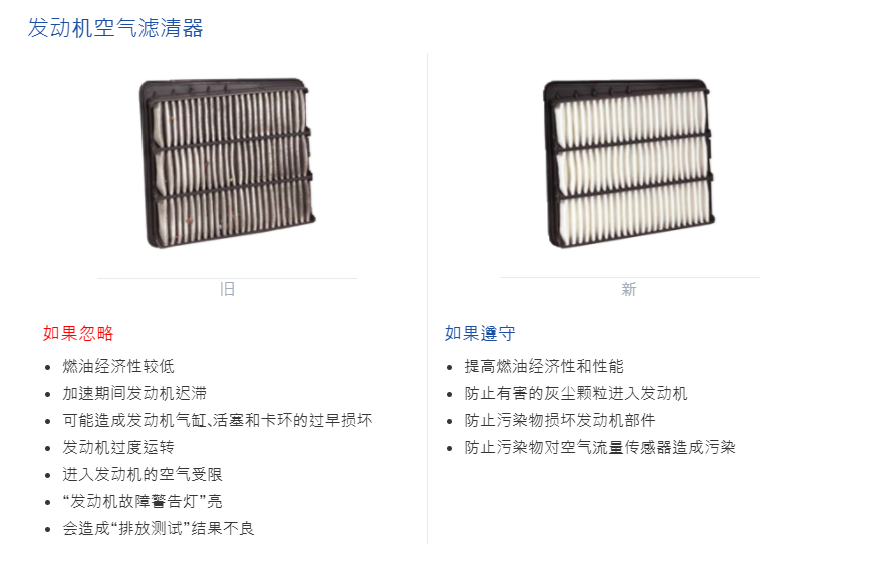 发动机空气滤清器
旧
新
如果忽略
燃油经济性较低
加速期间发动机迟滞
可能造成发动机气缸、活塞和卡环的过早损坏
发动机过度运转
进入发动机的空气受限
“发动机故障警告灯”亮
会造成“排放测试”结果不良
如果遵守
提高燃油经济性和性能
防止有害的灰尘颗粒进入发动机
防止污染物损坏发动机部件
防止污染物对空气流量传感器造成污染